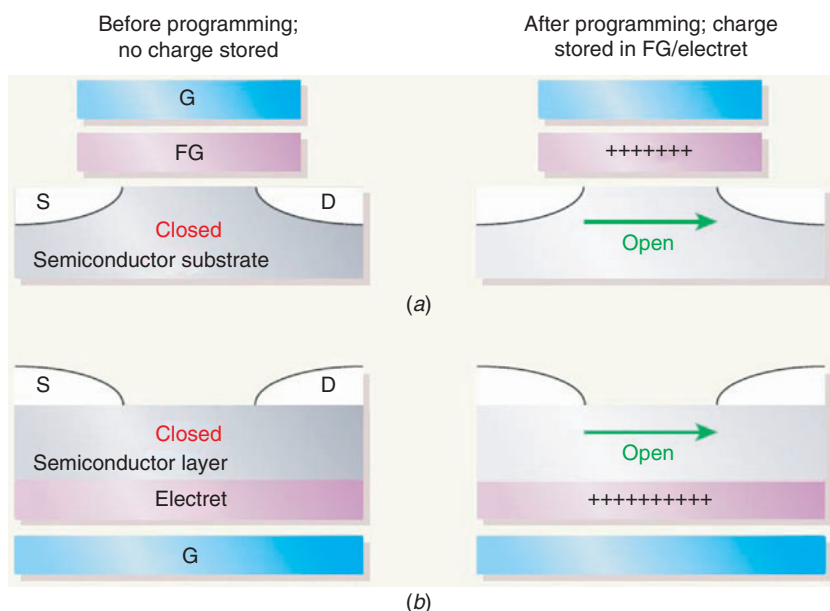 Before programming;
no charge stored
After programming; charge
stored in FG/electret
G
FG
+++++++
S
D
Closed
Semiconductor substrate
Open
(a)
S
D
Closed
Semiconductor layer
Electret
G
Open
++++++++++
(b)